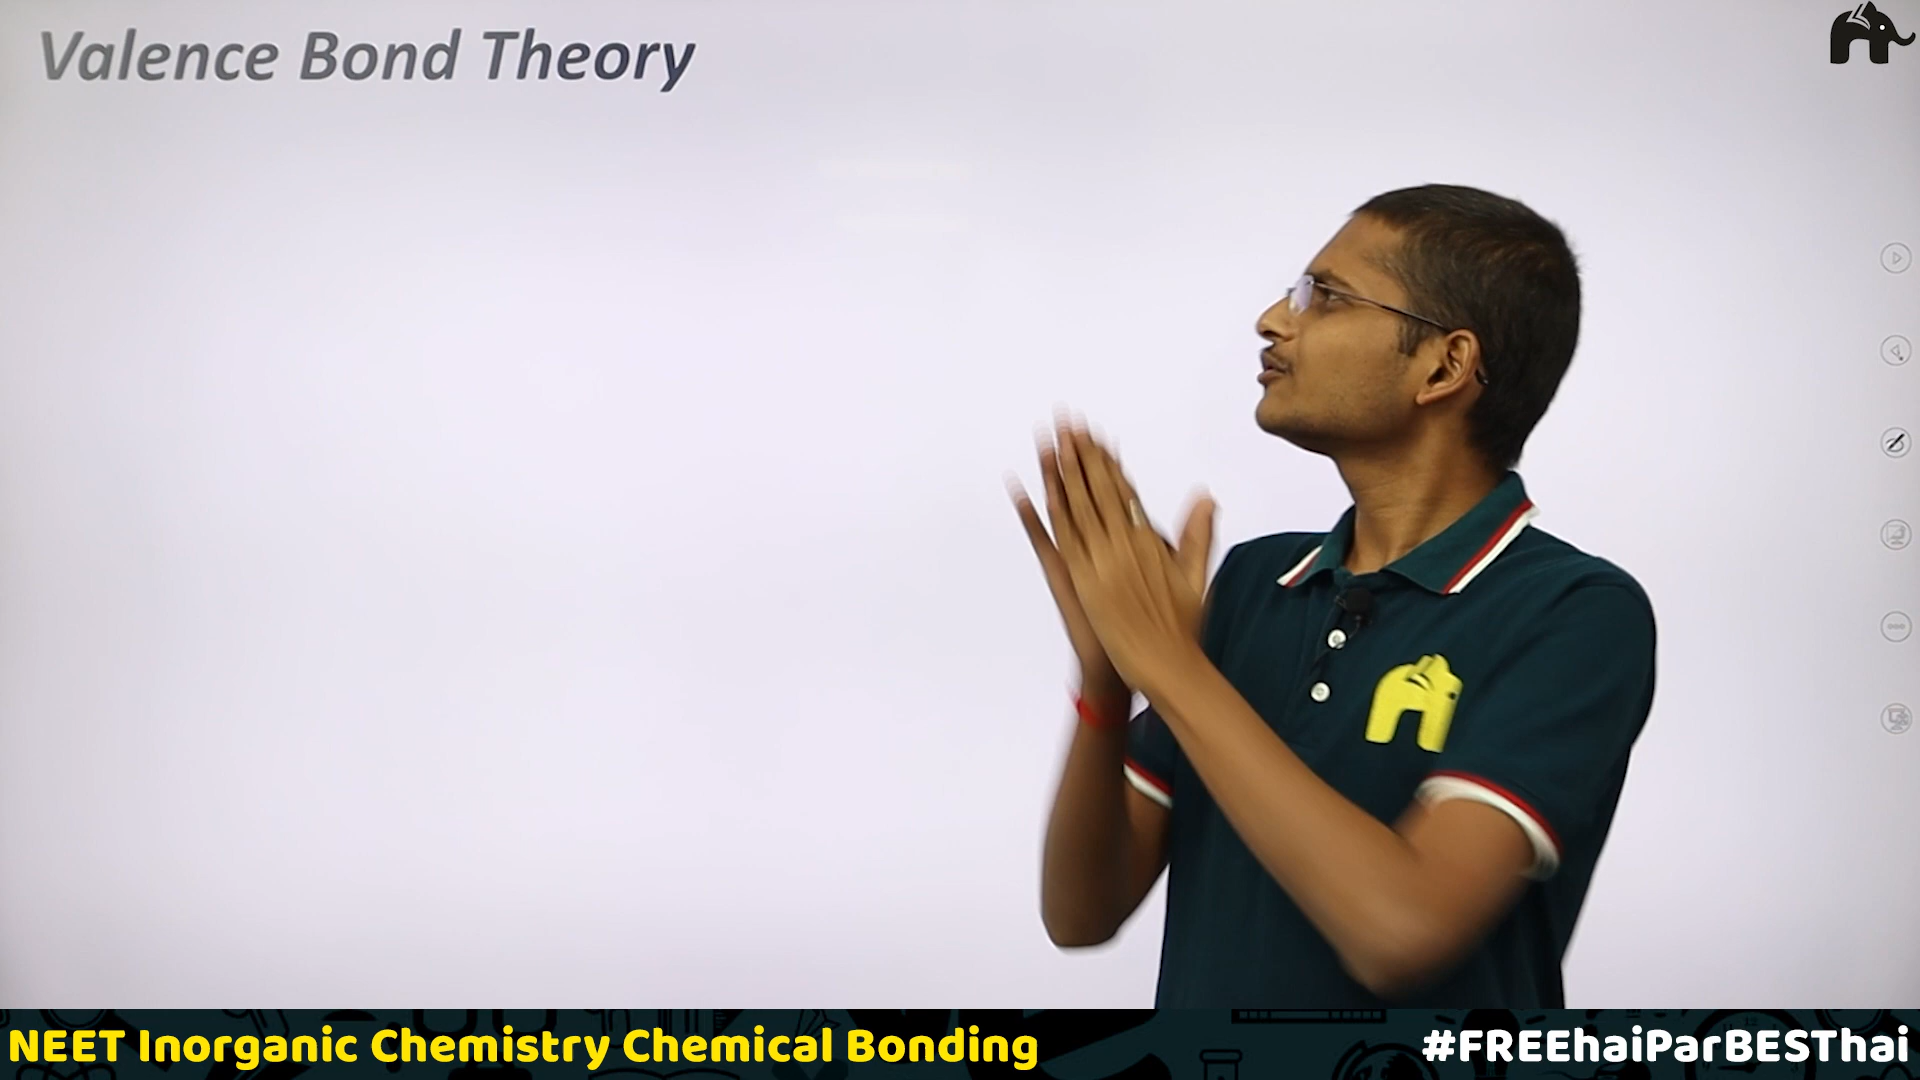 Valence Bond Theory
NEET Inorganic Chemistry Chemical Bonding
#FREEhaiParBESThai